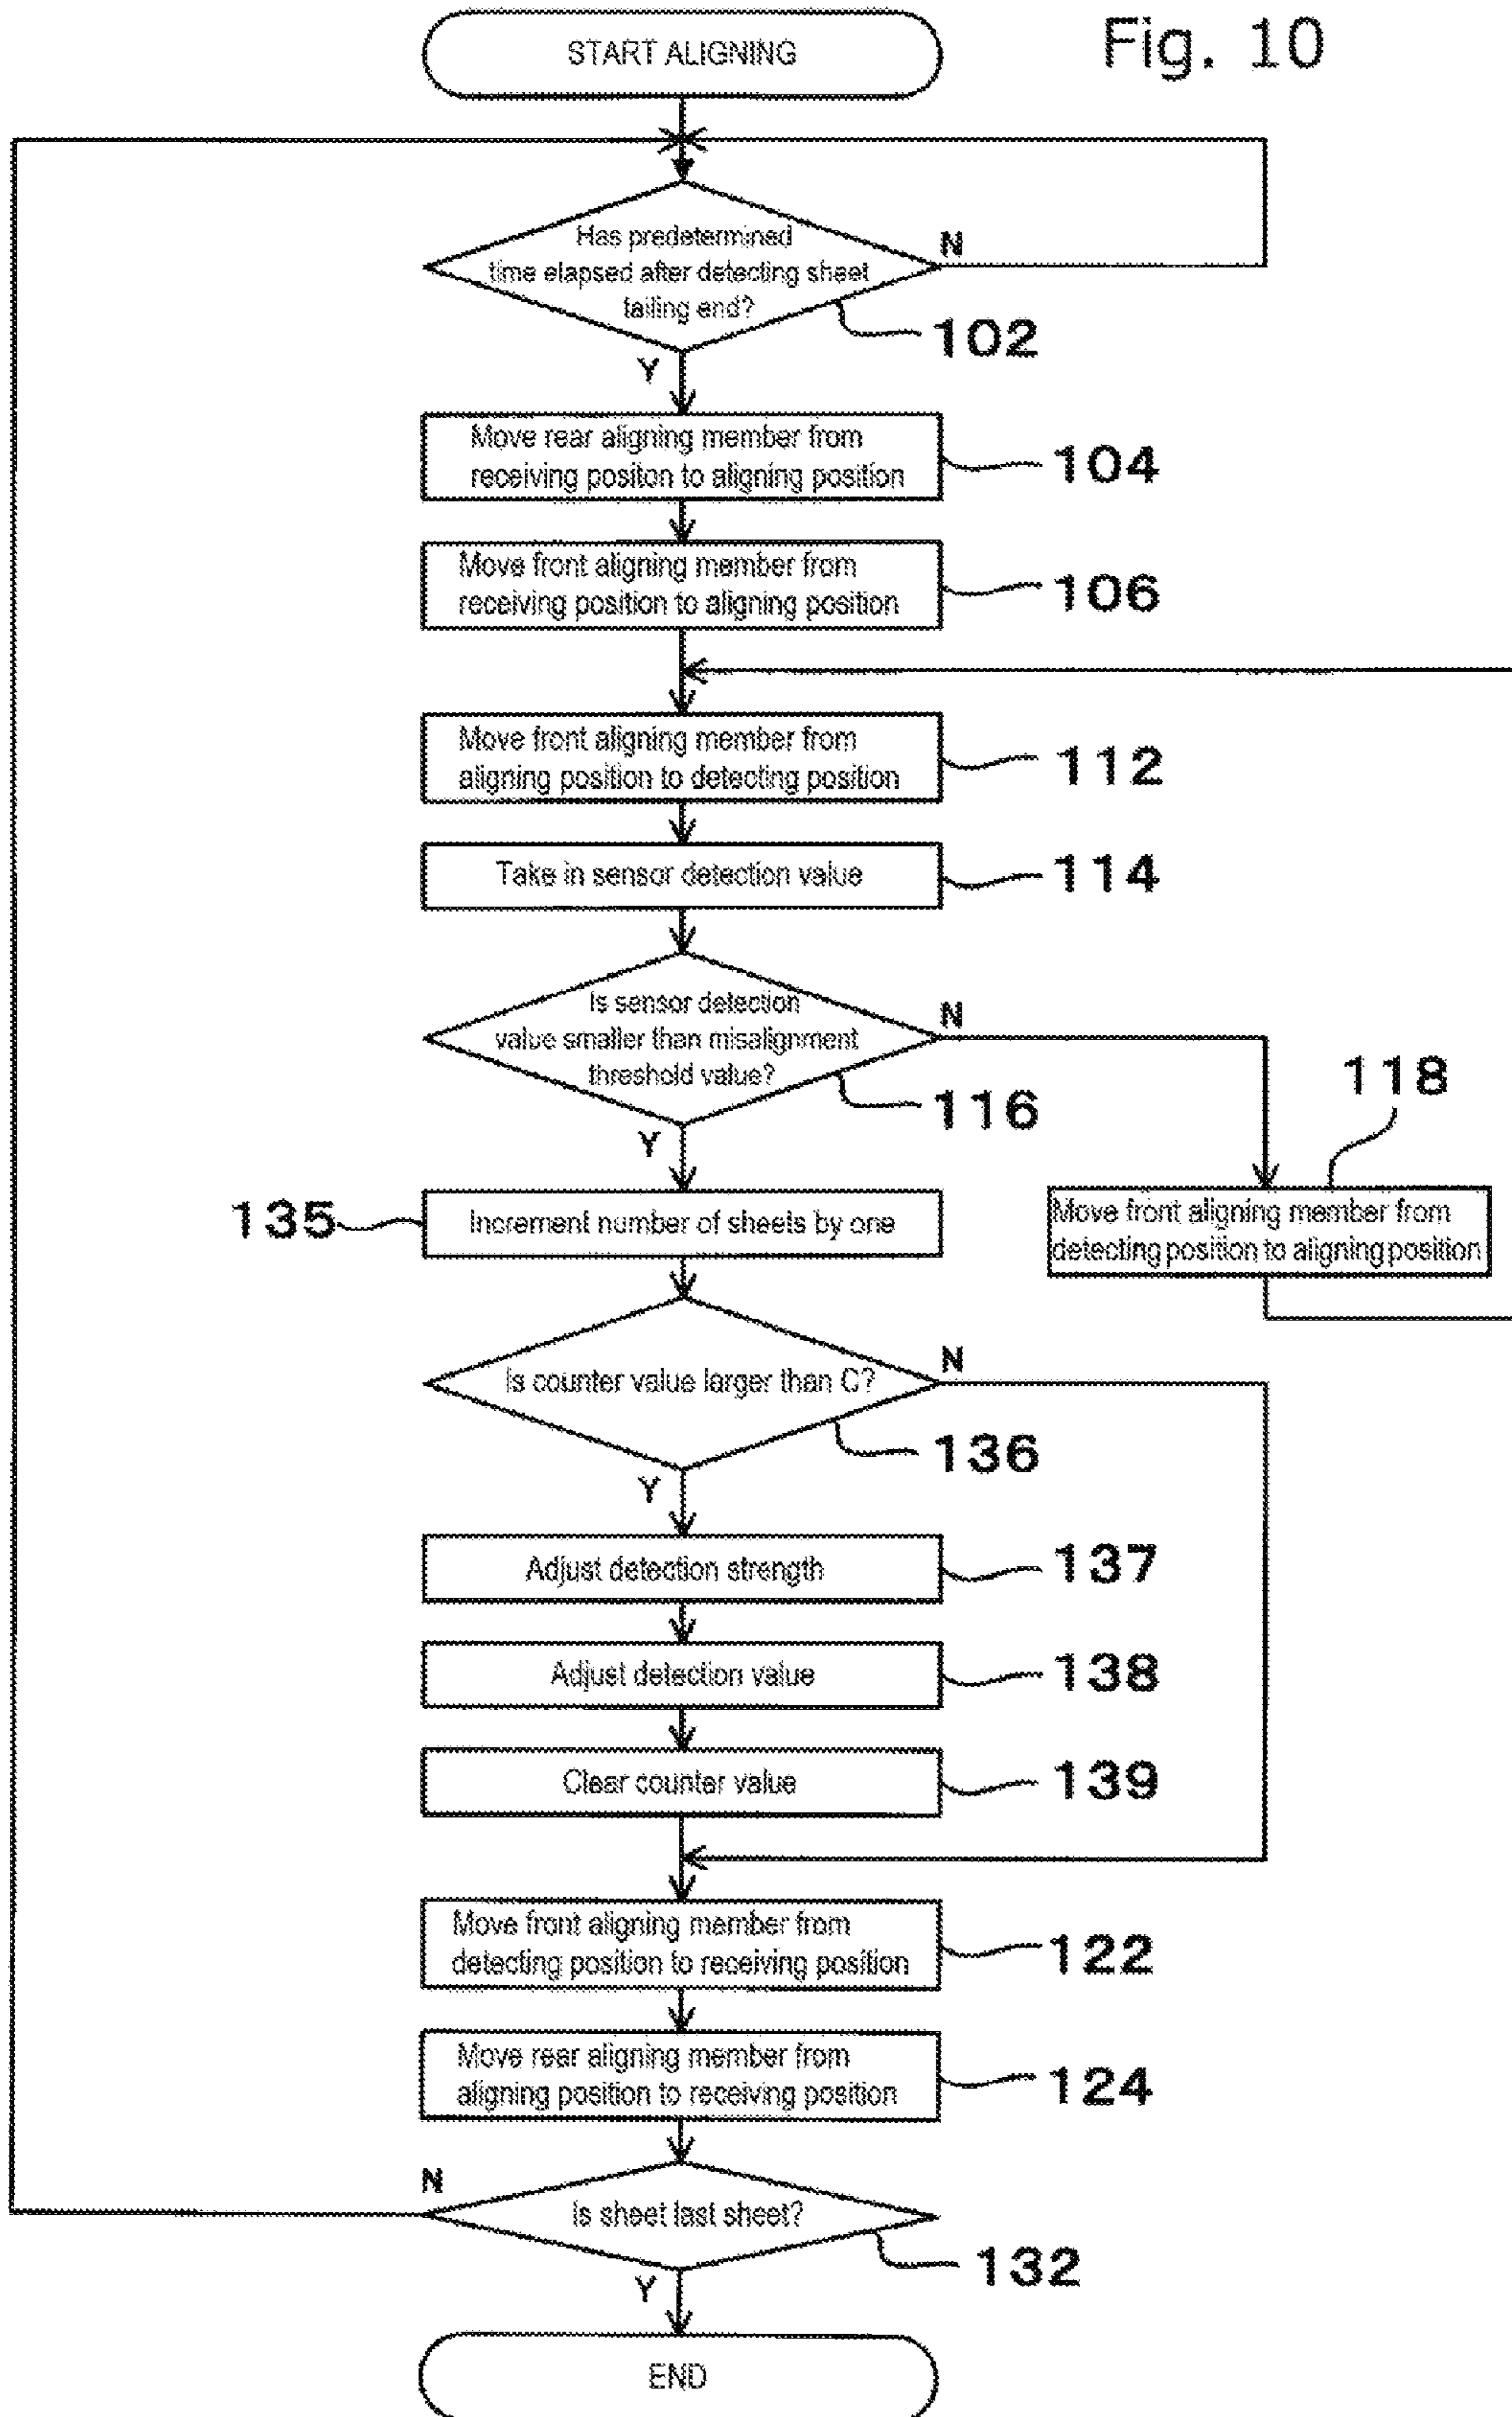 Fig. 10
START ALIGNING
Has predetermined
time elapsed after detecting sheet
tailing end?
N
102
Y
Move rear aligning member from
receiving positon to aligning position
104
Move front aligning member from
receiving position to aligning position
106
Move front aligning member from
aligning position to detecting position
112
Take in sensor detection value
114
Is sensor detection
value smaller than misalignment
threshold value?
N
116
118
Y
Move front aligning member from
detecting position to aligning position
135
Increment number of sheets by one
Is counter value larger than C?
N
136
Y
Adjust detection strength
137
Adjust detection value
138
Clear counter value
139
Move front aligning member from
detecting position to receiving position
122
Move rear aligning member from
aligning position to receiving position
124
N
Is sheet last sheet?
132
Y
END